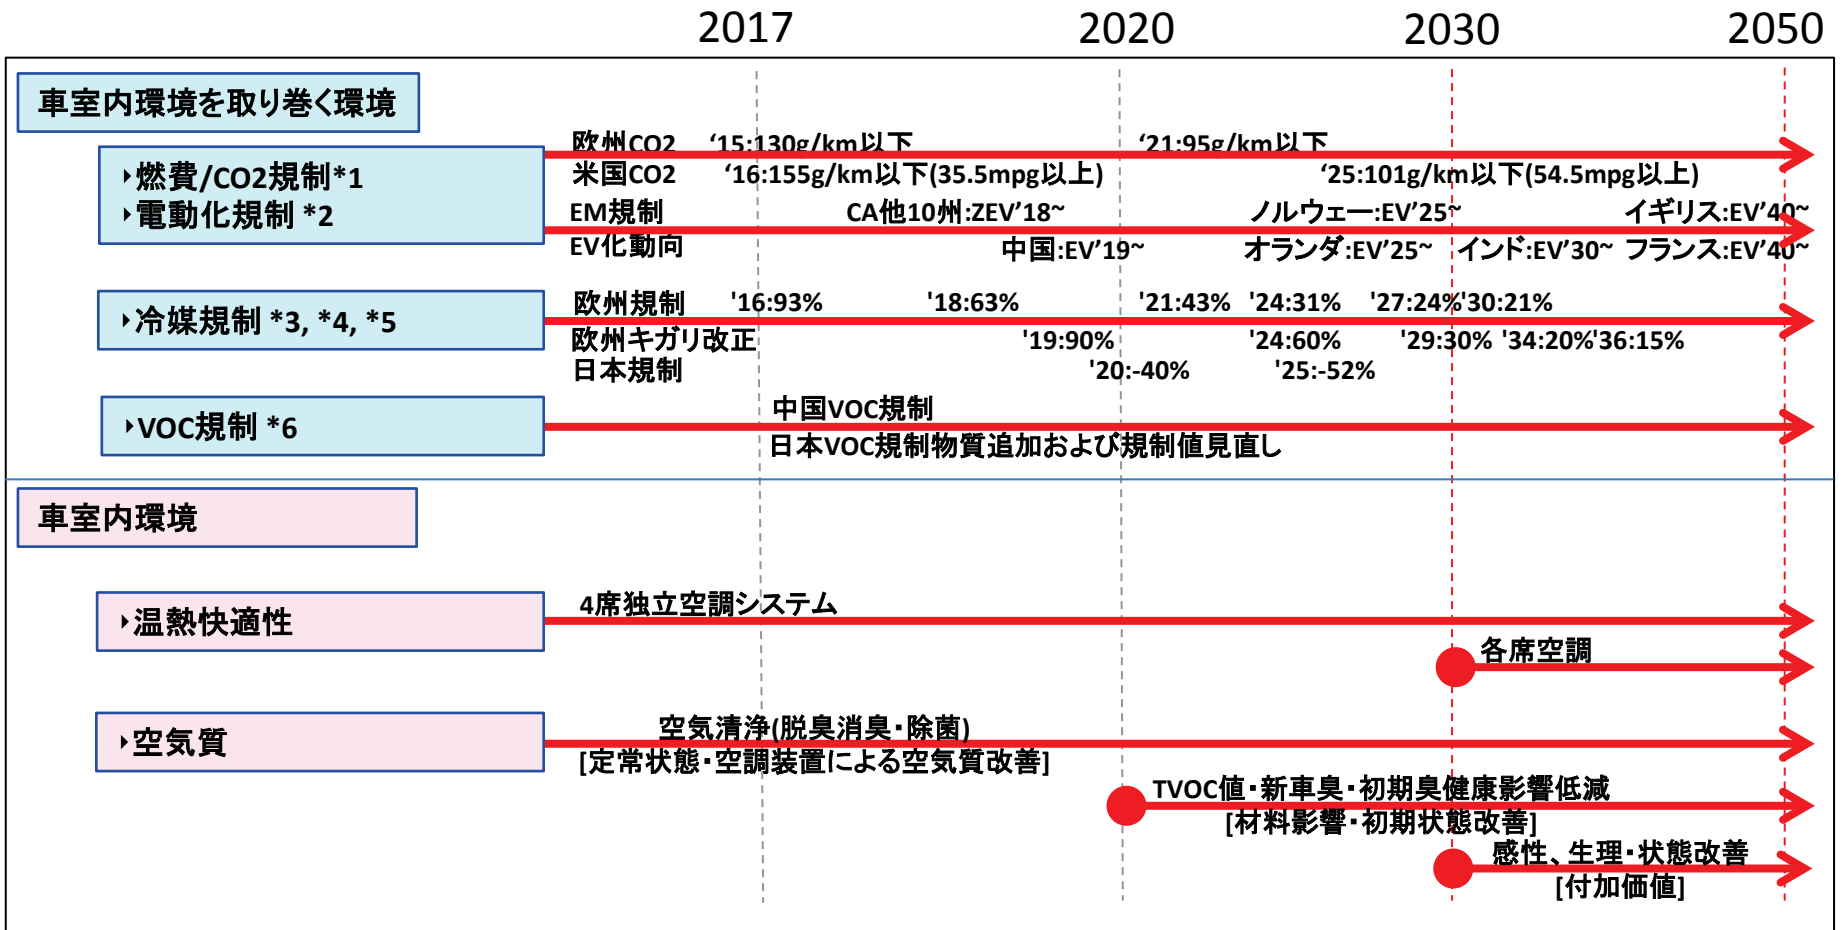 2017 2020 2030 2050
車室内環境を取り巻く環境
欧州CO2 ‘15:130g/km以下 ‘21:95g/km以下
‣燃費/CO2規制*1
米国CO2 ‘16:155g/km以下(35.5mpg以上) ‘25:101g/km以下(54.5mpg以上)
‣電動化規制 *2
EM規制 CA他10州:ZEV’18~ ノルウェー:EV’25~ イギリス:EV’40~
EV化動向 中国:EV’19~ オランダ:EV’25~ インド:EV’30~ フランス:EV’40~
‣冷媒規制 *3, *4, *5
欧州規制 '16:93% '18:63% '21:43% '24:31% '27:24% '30:21%
欧州キガリ改正 '19:90% '24:60% '29:30% '34:20% '36:15%
日本規制 '20:-40% '25:-52%
‣VOC規制 *6
中国VOC規制
日本VOC規制物質追加および規制値見直し
車室内環境
‣温熱快適性
4席独立空調システム
各席空調
‣空気質
空気清浄(脱臭消臭・除菌)
[定常状態・空調装置による空気質改善]
TVOC値・新車臭・初期臭健康影響低減
[材料影響・初期状態改善]
感性、生理・状態改善
[付加価値]